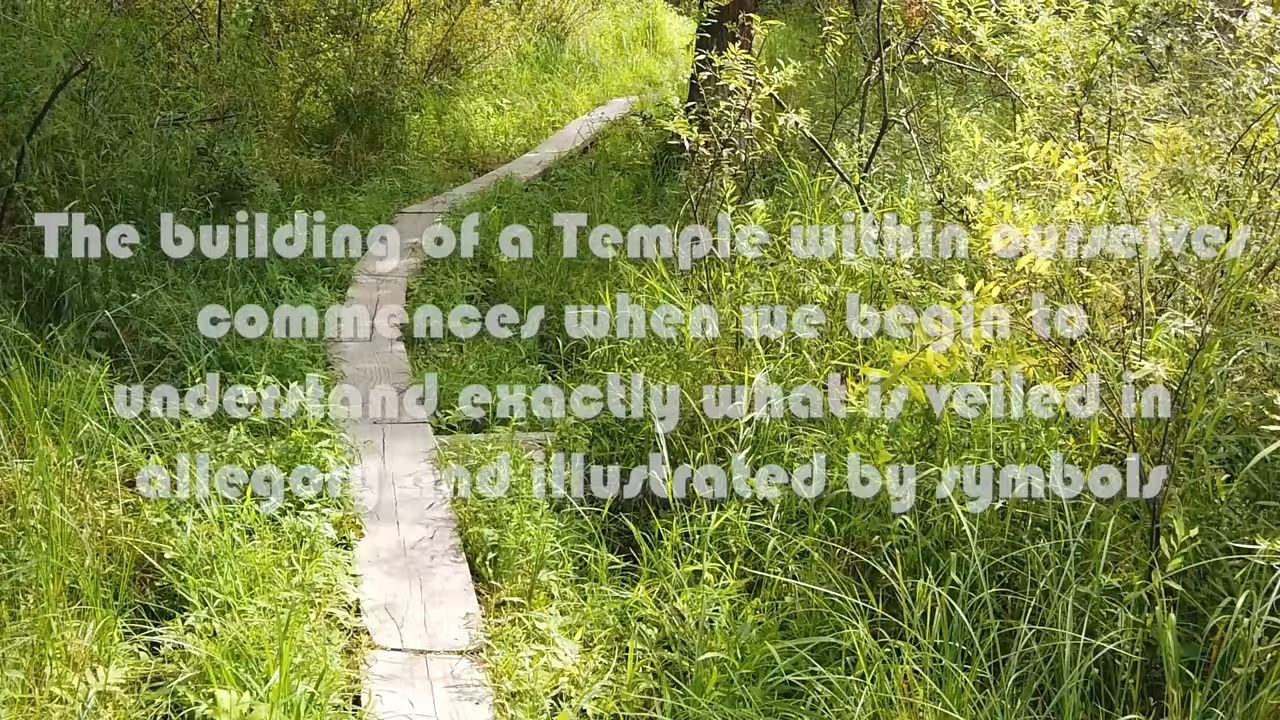 The building of a Temple within ourselves
commences when we begin to
understand exactly what is veiled in
allegory and illustrated by symbols